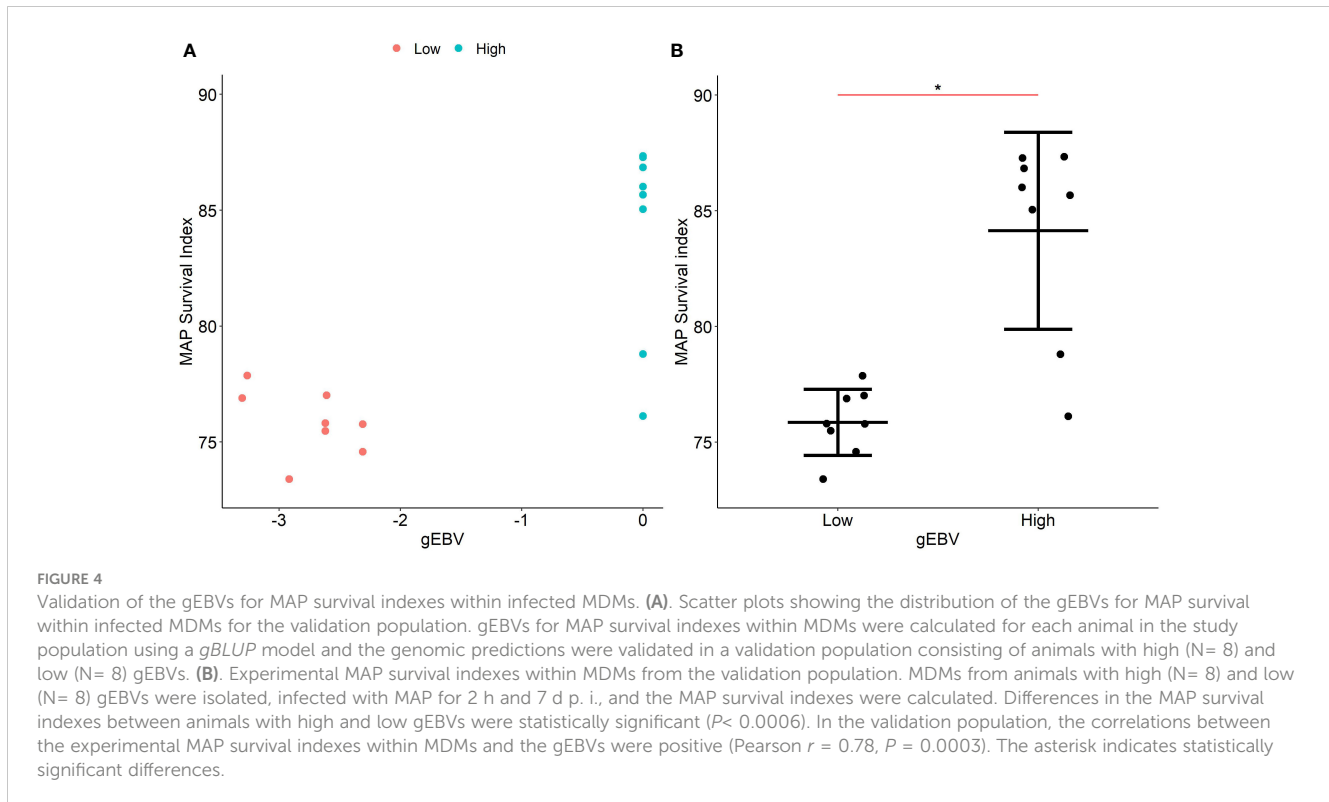 A
Low High
90
85
80
75
MAP Survival Index
-3 -2 -1 0
gEBV
B
*
90
85
80
75
MAP survival index
Low High
gEBV
FIGURE 4
Validation of the gEBVs for MAP survival indexes within infected MDMs. (A). Scatter plots showing the distribution of the gEBVs for MAP survival
within infected MDMs for the validation population. gEBVs for MAP survival indexes within MDMs were calculated for each animal in the study
population using a gBLUP model and the genomic predictions were validated in a validation population consisting of animals with high (N= 8) and
low (N= 8) gEBVs. (B). Experimental MAP survival indexes within MDMs from the validation population. MDMs from animals with high (N= 8) and low
(N= 8) gEBVs were isolated, infected with MAP for 2 h and 7 d p. i., and the MAP survival indexes were calculated. Differences in the MAP survival
indexes between animals with high and low gEBVs were statistically significant (P< 0.0006). In the validation population, the correlations between
the experimental MAP survival indexes within MDMs and the gEBVs were positive (Pearson r = 0.78, P = 0.0003). The asterisk indicates statistically
significant differences.